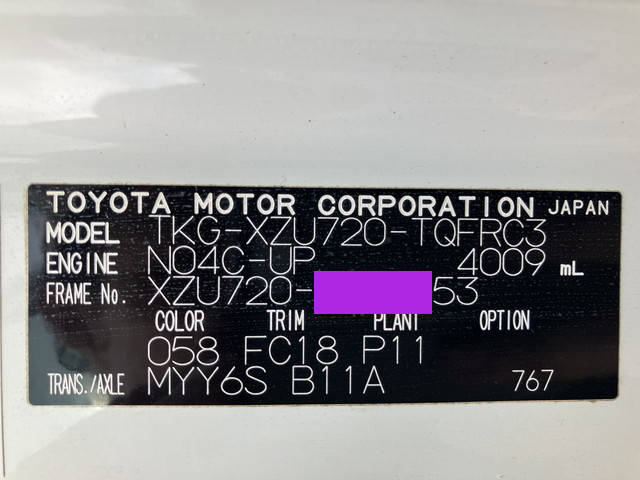 TOYOTA MOTOR CORPORATION JAPAN
MODEL TKG-XZU720-TQFRC3
ENGINE N04C-UP 4009 mL
FRAME No. XZU720- 53
COLOR TRIM PLANT OPTION
058 FC18 P11
TRANS./AXLE MYY6S B11A 767